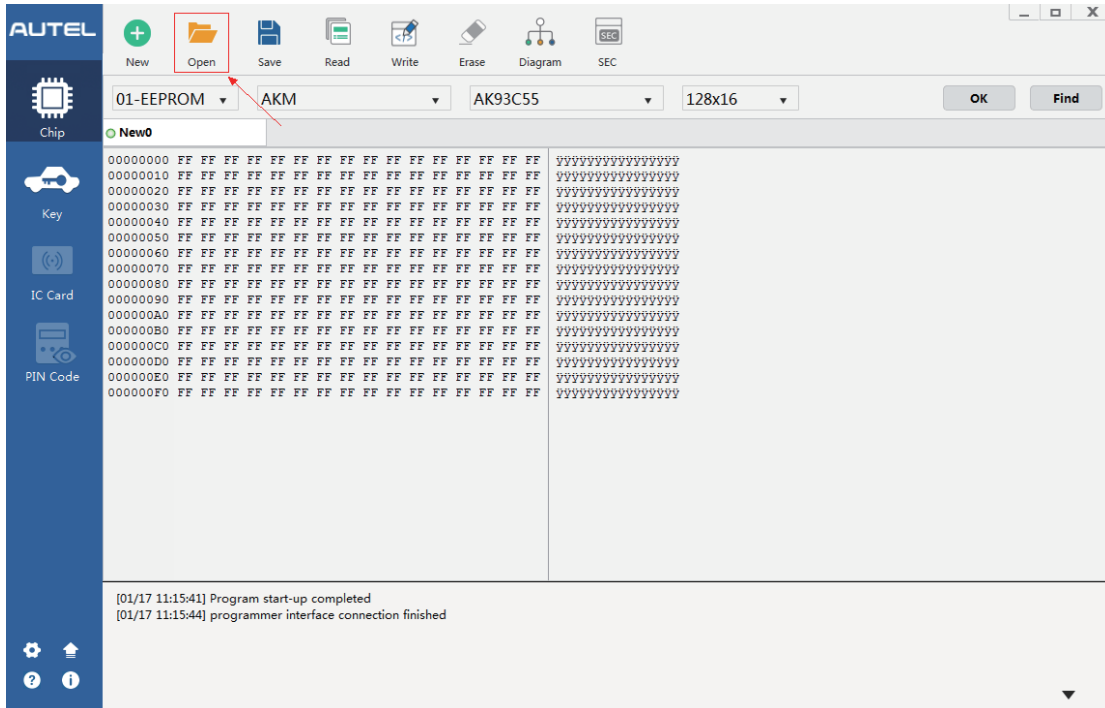 AUTEL
New Open Save Read Write Erase Diagram SEC
SEC
01-EEPROM AKM AK93C55 128x16 OK Find
Chip
New0
00000000 FF FF FF FF FF FF FF FF FF FF FF FF FF FF FF FF ÿÿÿÿÿÿÿÿÿÿÿÿÿÿÿÿ
00000010 FF FF FF FF FF FF FF FF FF FF FF FF FF FF FF FF ÿÿÿÿÿÿÿÿÿÿÿÿÿÿÿÿ
00000020 FF FF FF FF FF FF FF FF FF FF FF FF FF FF FF FF ÿÿÿÿÿÿÿÿÿÿÿÿÿÿÿÿ
00000030 FF FF FF FF FF FF FF FF FF FF FF FF FF FF FF FF ÿÿÿÿÿÿÿÿÿÿÿÿÿÿÿÿ
00000040 FF FF FF FF FF FF FF FF FF FF FF FF FF FF FF FF ÿÿÿÿÿÿÿÿÿÿÿÿÿÿÿÿ
00000050 FF FF FF FF FF FF FF FF FF FF FF FF FF FF FF FF ÿÿÿÿÿÿÿÿÿÿÿÿÿÿÿÿ
00000060 FF FF FF FF FF FF FF FF FF FF FF FF FF FF FF FF ÿÿÿÿÿÿÿÿÿÿÿÿÿÿÿÿ
00000070 FF FF FF FF FF FF FF FF FF FF FF FF FF FF FF FF ÿÿÿÿÿÿÿÿÿÿÿÿÿÿÿÿ
00000080 FF FF FF FF FF FF FF FF FF FF FF FF FF FF FF FF ÿÿÿÿÿÿÿÿÿÿÿÿÿÿÿÿ
00000090 FF FF FF FF FF FF FF FF FF FF FF FF FF FF FF FF ÿÿÿÿÿÿÿÿÿÿÿÿÿÿÿÿ
000000A0 FF FF FF FF FF FF FF FF FF FF FF FF FF FF FF FF ÿÿÿÿÿÿÿÿÿÿÿÿÿÿÿÿ
000000B0 FF FF FF FF FF FF FF FF FF FF FF FF FF FF FF FF ÿÿÿÿÿÿÿÿÿÿÿÿÿÿÿÿ
000000C0 FF FF FF FF FF FF FF FF FF FF FF FF FF FF FF FF ÿÿÿÿÿÿÿÿÿÿÿÿÿÿÿÿ
000000D0 FF FF FF FF FF FF FF FF FF FF FF FF FF FF FF FF ÿÿÿÿÿÿÿÿÿÿÿÿÿÿÿÿ
000000E0 FF FF FF FF FF FF FF FF FF FF FF FF FF FF FF FF ÿÿÿÿÿÿÿÿÿÿÿÿÿÿÿÿ
000000F0 FF FF FF FF FF FF FF FF FF FF FF FF FF FF FF FF ÿÿÿÿÿÿÿÿÿÿÿÿÿÿÿÿ
Key
IC Card
PIN Code
[01/17 11:15:41] Program start-up completed
[01/17 11:15:44] programmer interface connection finished